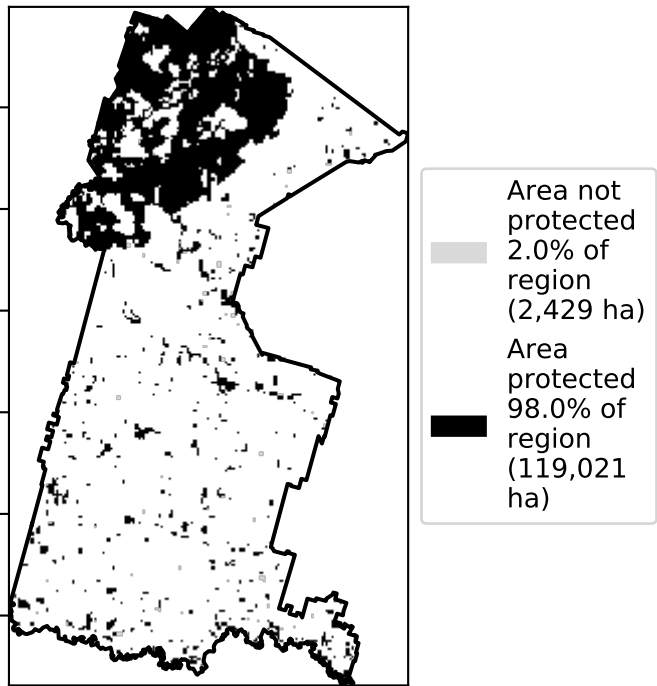 Area not
protected
2.0% of
region
(2,429 ha)
Area
protected
98.0% of
region
(119,021
ha)